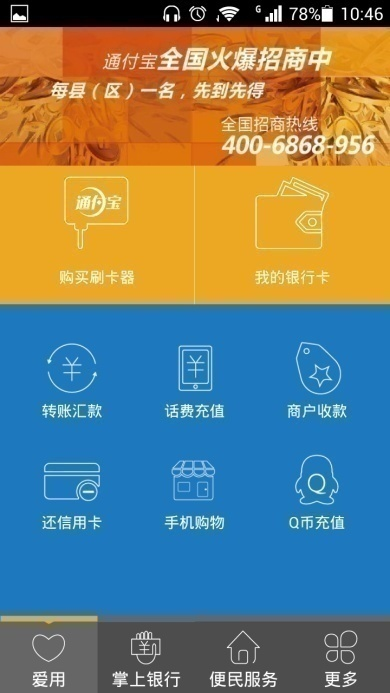 G 78% 10:46
通付宝全国火爆招商中
每县（区）一名，先到先得
全国招商热线
400-6868-956
通付宝
购买刷卡器 我的银行卡
¥ ¥
转账汇款 话费充值 商户收款
Q
还信用卡 手机购物 Q币充值
¥
爱用 掌上银行 便民服务 更多